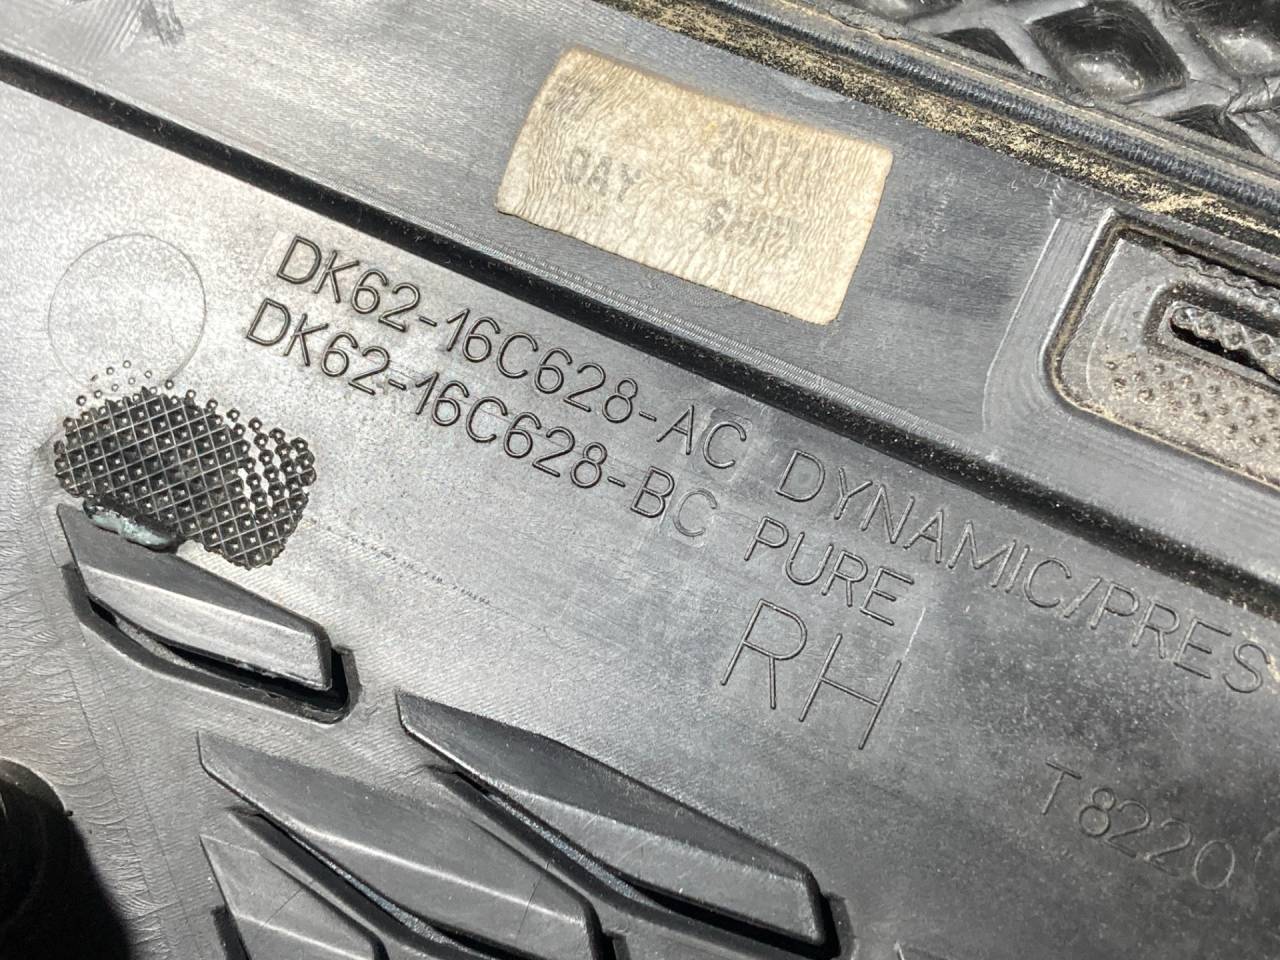 DAY
DK62-16C628-AC DYNAMIC/PRES
DK62-16C628-BC PURE
RH
T8220